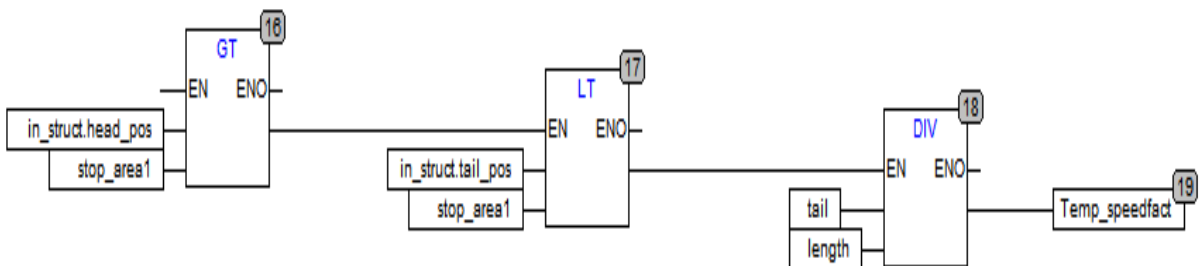 16
GT
EN ENO
in_struct.head_pos
stop_area1
17
LT
EN ENO
in_struct.tail_pos
stop_area1
18
DIV
EN ENO
tail
length
19
Temp_speedfact